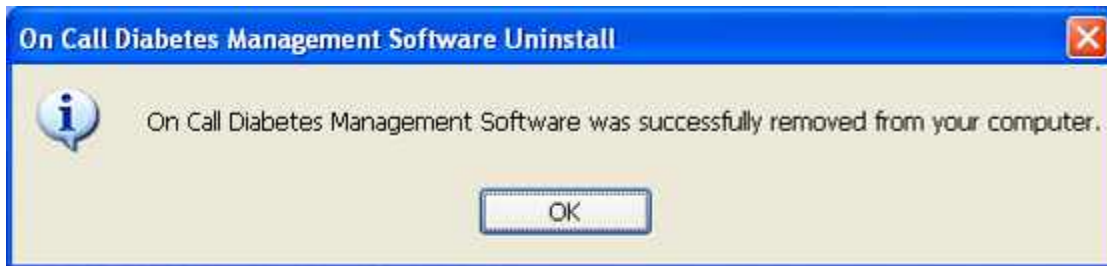 On Call Diabetes Management Software Uninstall
On Call Diabetes Management Software was successfully removed from your computer.
OK